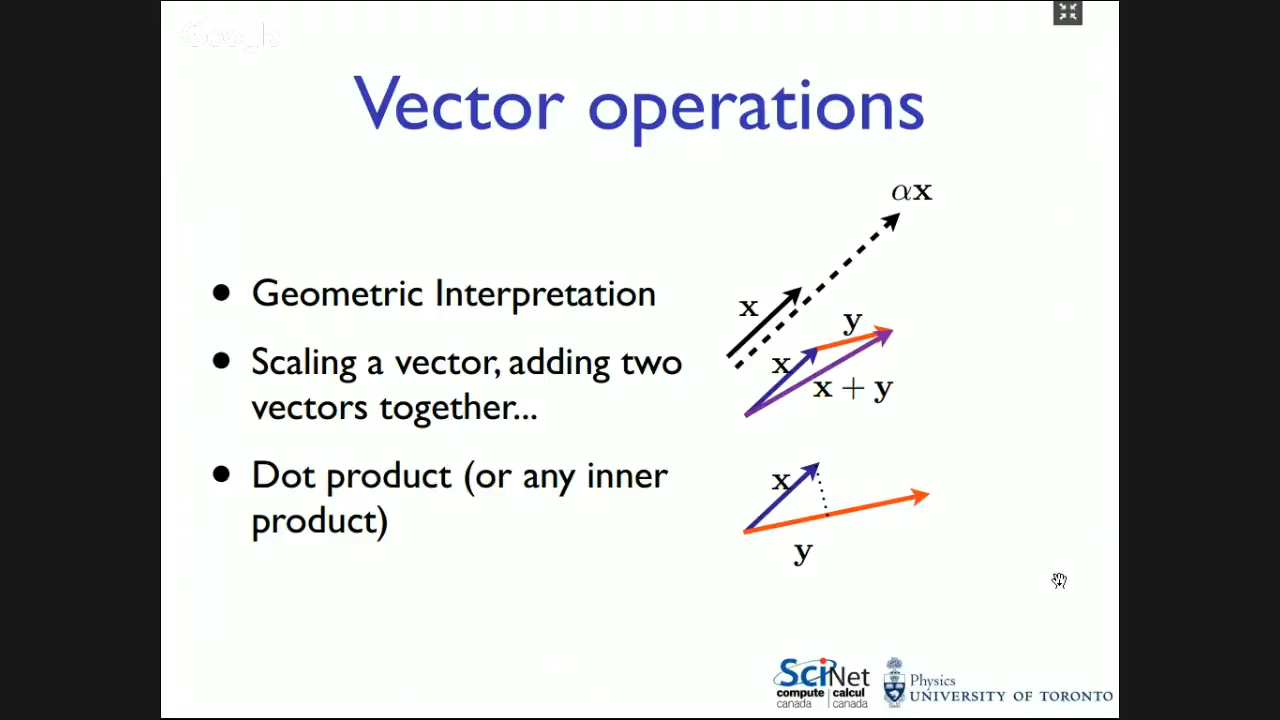 Google
Vector operations
αx
x
y
x
x + y
• Geometric Interpretation
• Scaling a vector, adding two
vectors together...
• Dot product (or any inner
product)
x
y
SciNet
compute | calcul
canada | canada
Physics
UNIVERSITY OF TORONTO